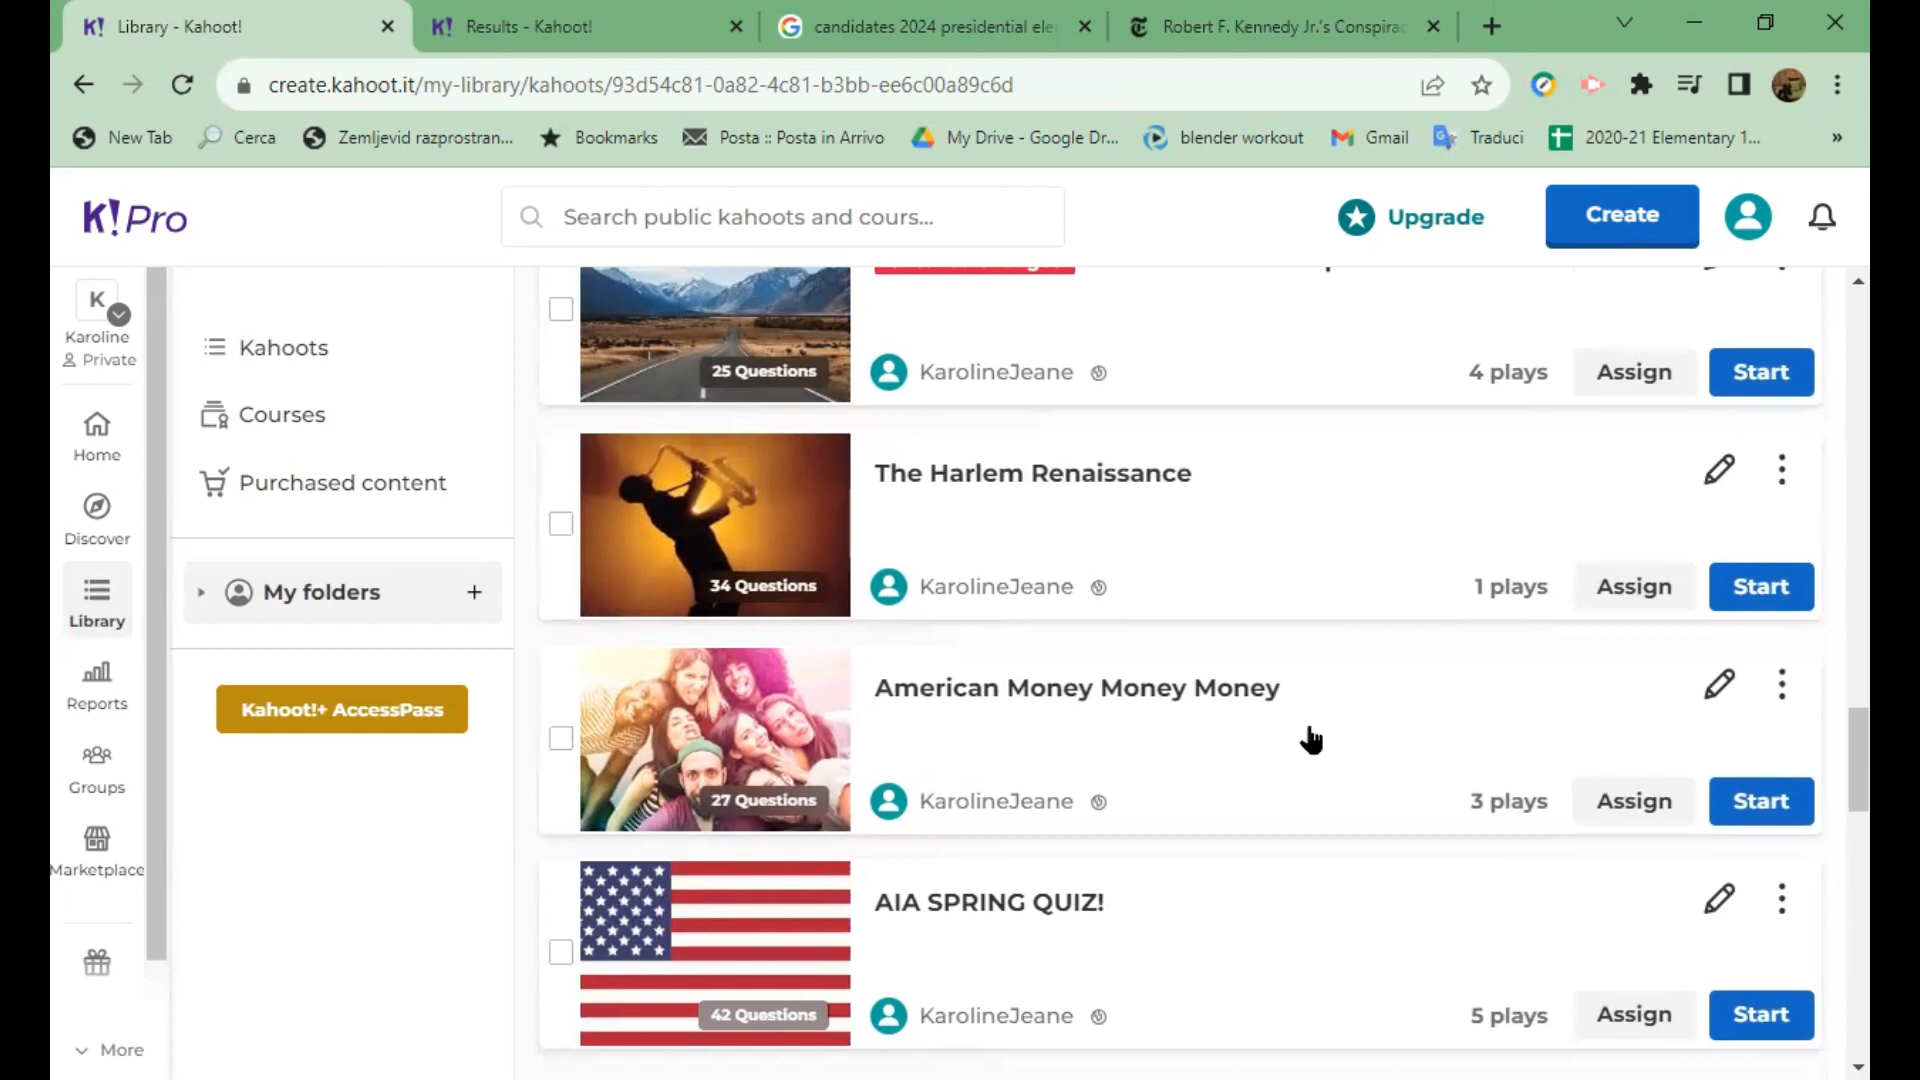 Library - Kahoot!
Results - Kahoot!
candidates 2024 presidential ele
Robert F. Kennedy Jr.'s Conspirac
create.kahoot.it/my-library/kahoots/93d54c81-0a82-4c81-b3bb-ee6c00a89c6d
New Tab
Cerca
Zemljevid razprostran...
Bookmarks
Posta :: Posta in Arrivo
My Drive - Google Dr...
blender workout
Gmail
Traduci
2020-21 Elementary 1...
»
K! Pro
Search public kahoots and cours...
Upgrade
Create
K
Karoline
Private
Home
Discover
Library
Reports
Groups
Marketplace
More
Kahoots
Courses
Purchased content
My folders
Kahoot!+ AccessPass
25 Questions
KarolineJeane
4 plays
Assign
Start
The Harlem Renaissance
34 Questions
KarolineJeane
1 plays
Assign
Start
American Money Money Money
27 Questions
KarolineJeane
3 plays
Assign
Start
AIA SPRING QUIZ!
42 Questions
KarolineJeane
5 plays
Assign
Start